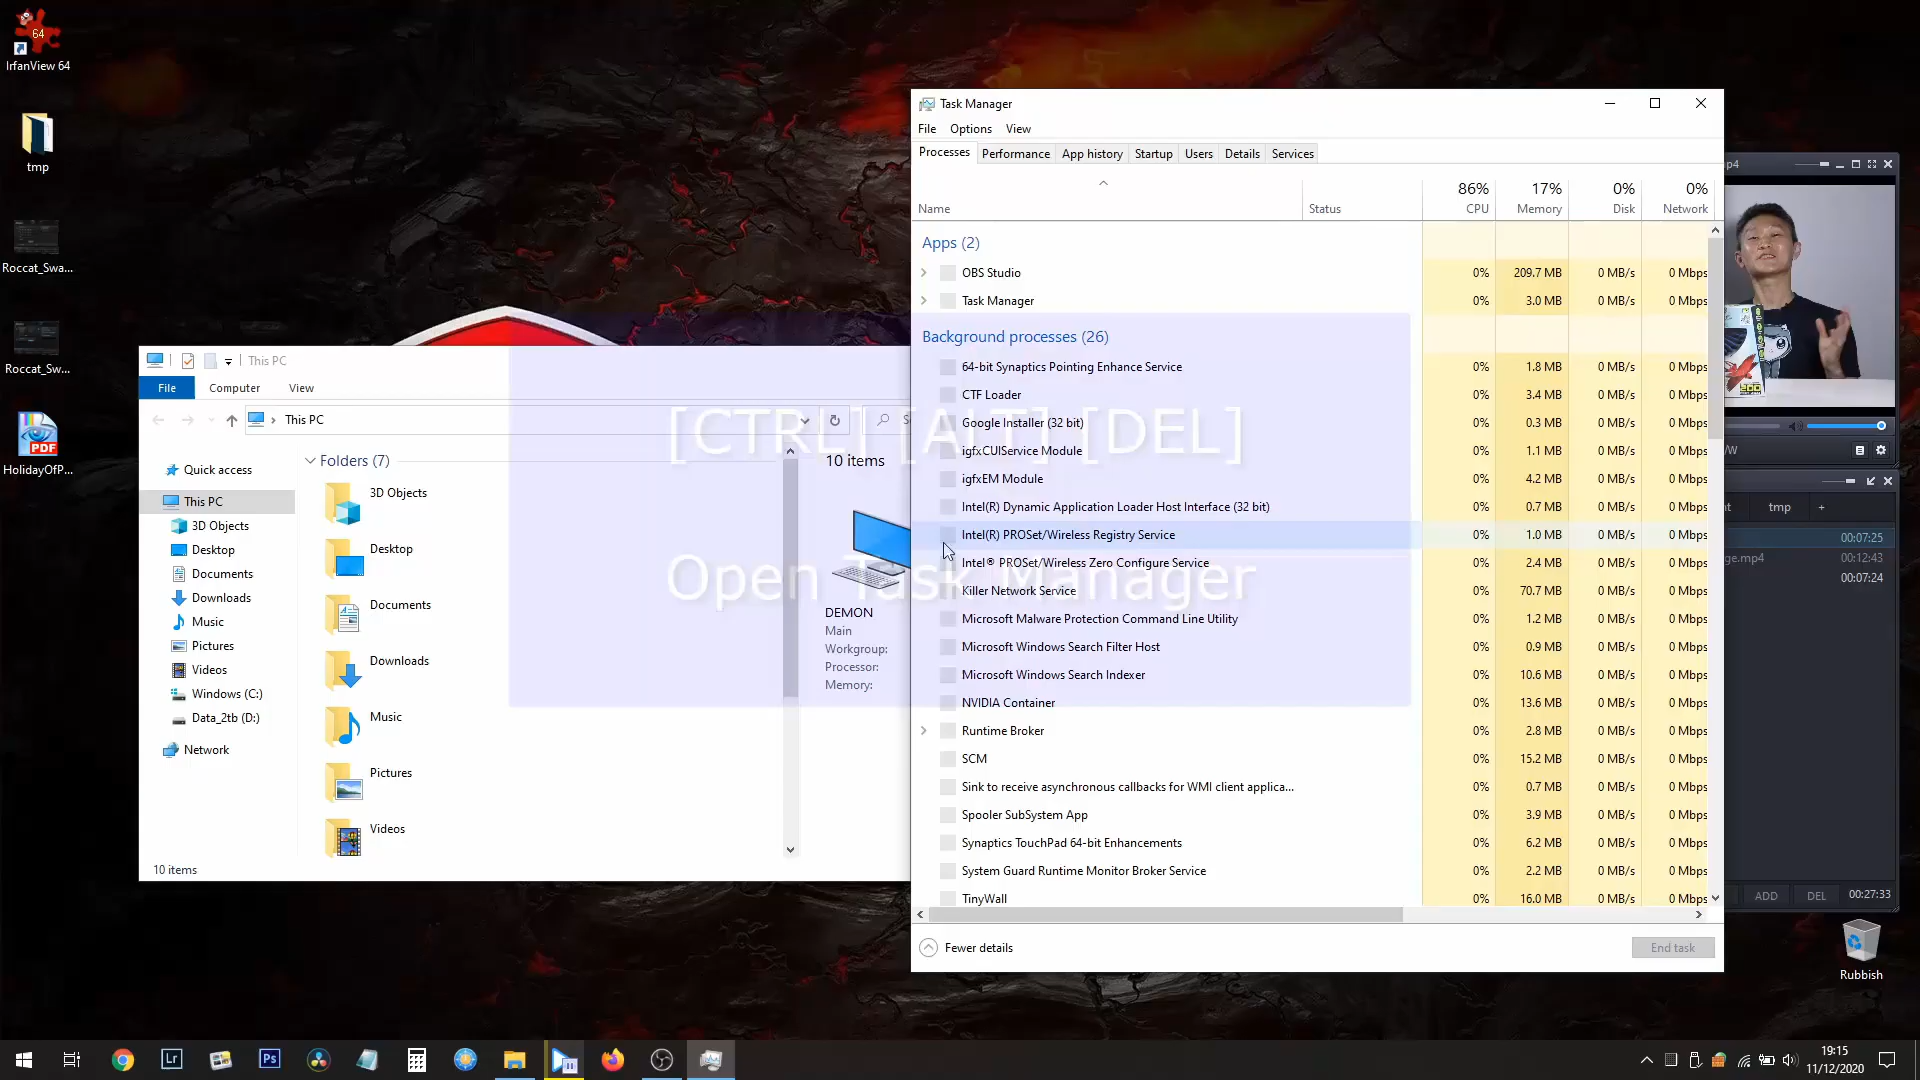 64
IrfanView 64
tmp
Roccat_Swa...
Roccat_Sw...
PDF
HolidayOfP...
This PC
File
Computer
View
This PC
S
Quick access
This PC
3D Objects
Desktop
Documents
Downloads
Music
Pictures
Videos
Windows (C:)
Data_2tb (D:)
Network
Folders (7)
3D Objects
Desktop
Documents
Downloads
Music
Pictures
Videos
10 items
DEMON
Main
Workgroup:
Processor:
Memory:
10 items
[CTRL] [ALT] [DEL]
Open Task Manager
Task Manager
File Options View
Processes Performance App history Startup Users Details Services
86% 17% 0% 0%
Name Status CPU Memory Disk Network
Apps (2)
OBS Studio 0% 209.7 MB 0 MB/s 0 Mbps
Task Manager 0% 3.0 MB 0 MB/s 0 Mbps
Background processes (26)
64-bit Synaptics Pointing Enhance Service 0% 1.8 MB 0 MB/s 0 Mbps
CTF Loader 0% 3.4 MB 0 MB/s 0 Mbps
Google Installer (32 bit) 0% 0.3 MB 0 MB/s 0 Mbps
igfxCUIService Module 0% 1.1 MB 0 MB/s 0 Mbps
igfxEM Module 0% 4.2 MB 0 MB/s 0 Mbps
Intel(R) Dynamic Application Loader Host Interface (32 bit) 0% 0.7 MB 0 MB/s 0 Mbps
Intel(R) PROSet/Wireless Registry Service 0% 1.0 MB 0 MB/s 0 Mbps
Intel® PROSet/Wireless Zero Configure Service 0% 2.4 MB 0 MB/s 0 Mbps
Killer Network Service 0% 70.7 MB 0 MB/s 0 Mbps
Microsoft Malware Protection Command Line Utility 0% 1.2 MB 0 MB/s 0 Mbps
Microsoft Windows Search Filter Host 0% 0.9 MB 0 MB/s 0 Mbps
Microsoft Windows Search Indexer 0% 10.6 MB 0 MB/s 0 Mbps
NVIDIA Container 0% 13.6 MB 0 MB/s 0 Mbps
Runtime Broker 0% 2.8 MB 0 MB/s 0 Mbps
SCM 0% 15.2 MB 0 MB/s 0 Mbps
Sink to receive asynchronous callbacks for WMI client applica... 0% 0.7 MB 0 MB/s 0 Mbps
Spooler SubSystem App 0% 3.9 MB 0 MB/s 0 Mbps
Synaptics TouchPad 64-bit Enhancements 0% 6.2 MB 0 MB/s 0 Mbps
System Guard Runtime Monitor Broker Service 0% 2.2 MB 0 MB/s 0 Mbps
TinyWall 0% 16.0 MB 0 MB/s 0 Mbps
Fewer details
End task
p4
/W
nt tmp +
00:07:25
ge.mp4 00:12:43
00:07:24
ADD DEL 00:27:33
Rubbish
Lr
Ps
19:15
11/12/2020